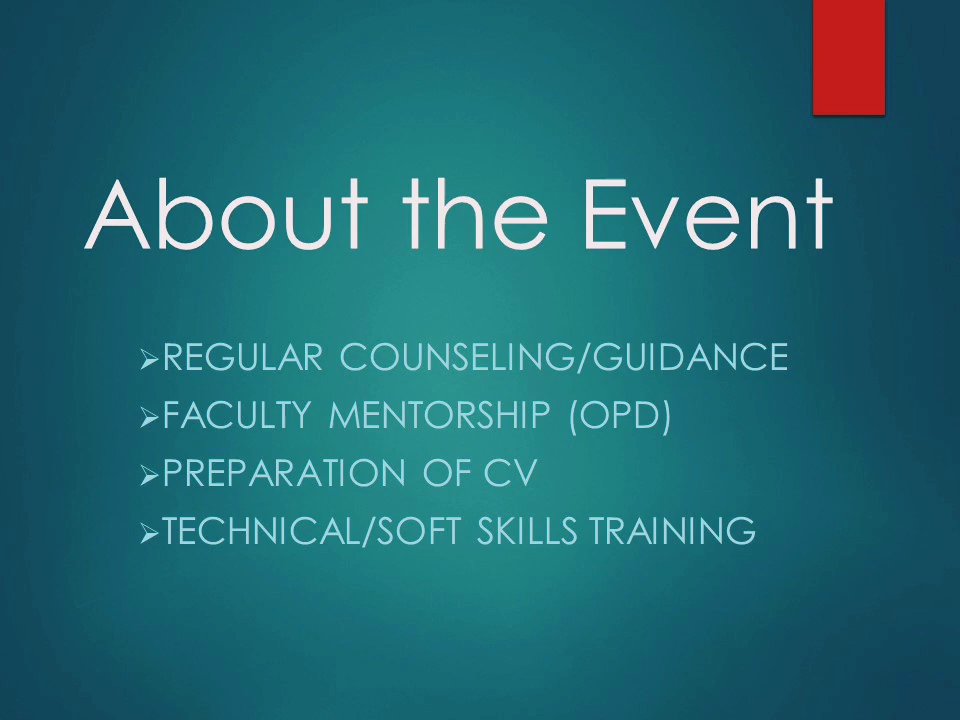 About the Event
➢REGULAR COUNSELING/GUIDANCE
➢FACULTY MENTORSHIP (OPD)
➢PREPARATION OF CV
➢TECHNICAL/SOFT SKILLS TRAINING